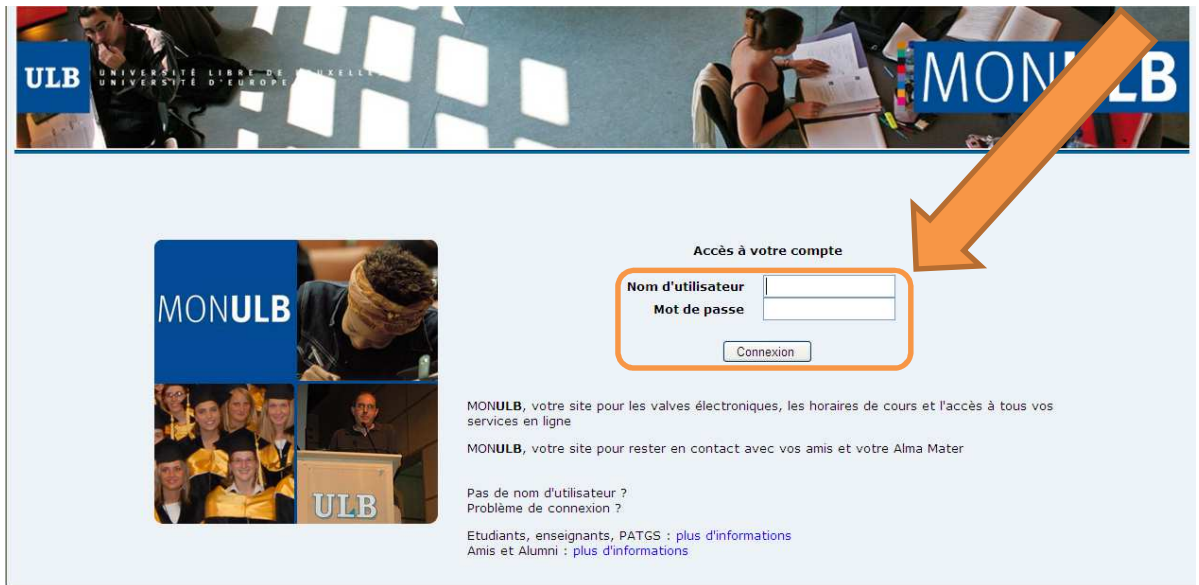 ULB
UNIVERSITÉ LIBRE DE BRUXELLES
UNIVERSITÉ D'EUROPE
MONULB
Accès à votre compte
Nom d'utilisateur
Mot de passe
Connexion
MONULB
ULB
MONULB, votre site pour les valves électroniques, les horaires de cours et l'accès à tous vos
services en ligne
MONULB, votre site pour rester en contact avec vos amis et votre Alma Mater
Pas de nom d'utilisateur ?
Problème de connexion ?
Etudiants, enseignants, PATGS : plus d'informations
Amis et Alumni : plus d'informations